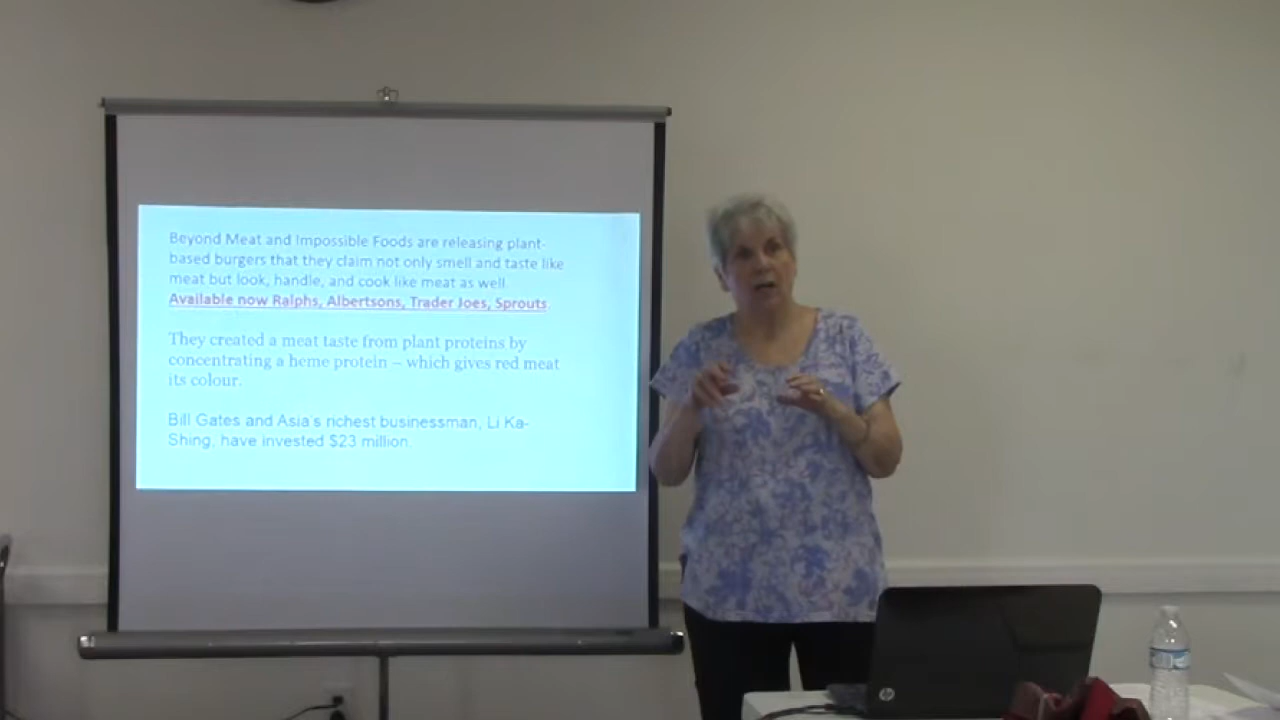 Beyond Meat and Impossible Foods are releasing plant-
based burgers that they claim not only smell and taste like
meat but look, handle, and cook like meat as well.
Available now Ralphs, Albertsons, Trader Joes, Sprouts.
They created a meat taste from plant proteins by
concentrating a heme protein – which gives red meat
its colour.
Bill Gates and Asia's richest businessman, Li Ka-
Shing, have invested $23 million.
hp